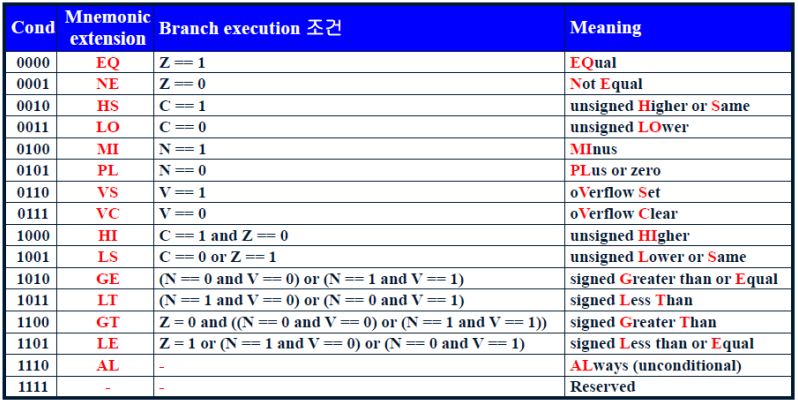 Cond Mnemonic extension Branch execution 조건 Meaning
0000 EQ Z == 1 EQual
0001 NE Z == 0 Not Equal
0010 HS C == 1 unsigned Higher or Same
0011 LO C == 0 unsigned LOwer
0100 MI N == 1 MInus
0101 PL N == 0 PLus or zero
0110 VS V == 1 oVerflow Set
0111 VC V == 0 oVerflow Clear
1000 HI C == 1 and Z == 0 unsigned HIgher
1001 LS C == 0 or Z == 1 unsigned Lower or Same
1010 GE (N == 0 and V == 0) or (N == 1 and V == 1) signed Greater than or Equal
1011 LT (N == 1 and V == 0) or (N == 0 and V == 1) signed Less Than
1100 GT Z = 0 and ((N == 0 and V == 0) or (N == 1 and V == 1)) signed Greater Than
1101 LE Z = 1 or (N == 1 and V == 0) or (N == 0 and V == 1) signed Less than or Equal
1110 AL - ALways (unconditional)
1111 - - Reserved